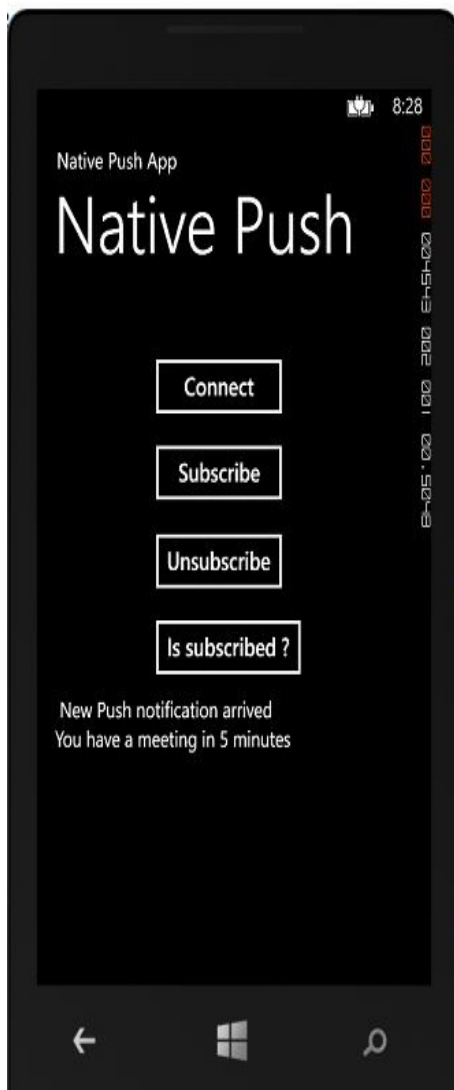 8:28
Native Push App
Native Push
Connect
Subscribe
Unsubscribe
Is subscribed ?
New Push notification arrived
You have a meeting in 5 minutes